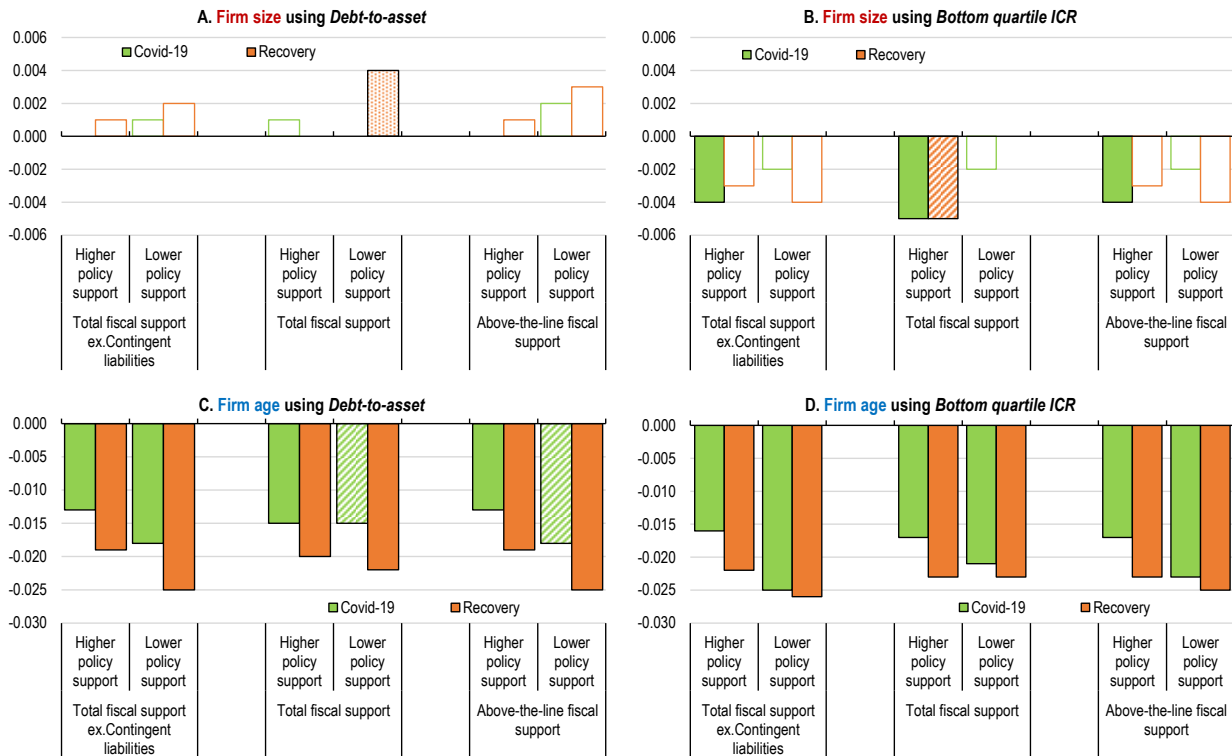 A. Firm size using Debt-to-asset
0.006
0.004
0.002
0.000
-0.002
-0.004
-0.006
Covid-19
Recovery
Higher policy support
Lower policy support
Higher policy support
Lower policy support
Higher policy support
Lower policy support
Total fiscal support
ex.Contingent
liabilities
Total fiscal support
Above-the-line fiscal
support
B. Firm size using Bottom quartile ICR
0.006
0.004
0.002
0.000
-0.002
-0.004
-0.006
Covid-19
Recovery
Higher policy support
Lower policy support
Higher policy support
Lower policy support
Higher policy support
Lower policy support
Total fiscal support
ex.Contingent
liabilities
Total fiscal support
Above-the-line fiscal
support
C. Firm age using Debt-to-asset
0.000
-0.005
-0.010
-0.015
-0.020
-0.025
-0.030
Covid-19
Recovery
Higher policy support
Lower policy support
Higher policy support
Lower policy support
Higher policy support
Lower policy support
Total fiscal support
ex.Contingent
liabilities
Total fiscal support
Above-the-line fiscal
support
D. Firm age using Bottom quartile ICR
0.000
-0.005
-0.010
-0.015
-0.020
-0.025
-0.030
Covid-19
Recovery
Higher policy support
Lower policy support
Higher policy support
Lower policy support
Higher policy support
Lower policy support
Total fiscal support
ex.Contingent
liabilities
Total fiscal support
Above-the-line fiscal
support